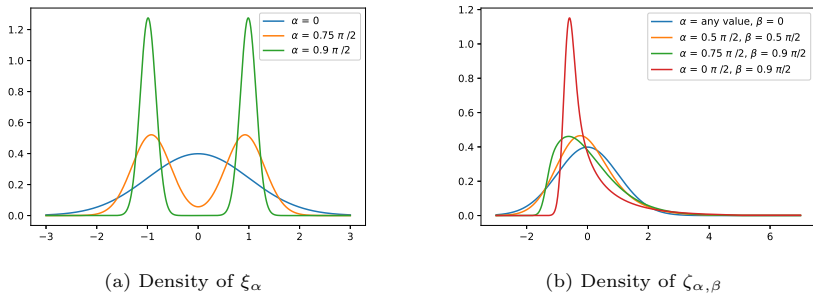 α = 0
α = 0.75 π /2
α = 0.9 π /2
1.2
1.0
0.8
0.6
0.4
0.2
0.0
−3 −2 −1 0 1 2 3
(a) Density of ξα
α = any value, β = 0
α = 0.5 π /2, β = 0.5 π/2
α = 0.75 π /2, β = 0.9 π/2
α = 0 π /2, β = 0.9 π/2
1.2
1.0
0.8
0.6
0.4
0.2
0.0
−2 0 2 4 6
(b) Density of ζα,β